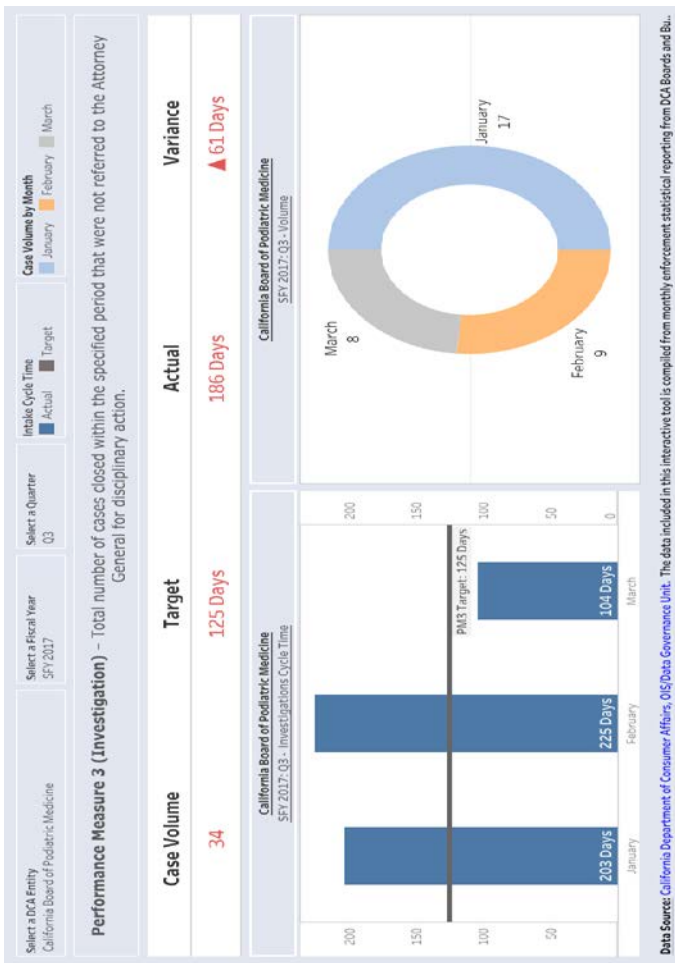 Select a DCA Entity
California Board of Podiatric Medicine
Select a Fiscal Year
SFY 2017
Select a Quarter
Q3
Intake Cycle Time
Actual
Target
Case Volume by Month
January
February
March
Performance Measure 3 (Investigation) – Total number of cases closed within the specified period that were not referred to the Attorney
General for disciplinary action.
Case Volume
Target
Actual
Variance
34
125 Days
186 Days
▲ 61 Days
California Board of Podiatric Medicine
SFY 2017: Q3 - Investigations Cycle Time
200
150
100
50
0
200
150
100
50
PM3 Target: 125 Days
203 Days
225 Days
104 Days
January
February
March
California Board of Podiatric Medicine
SFY 2017: Q3 - Volume
March
8
January
17
February
9
Data Source: California Department of Consumer Affairs, OIS/Data Governance Unit. The data included in this interactive tool is compiled from monthly enforcement statistical reporting from DCA Boards and Bu..